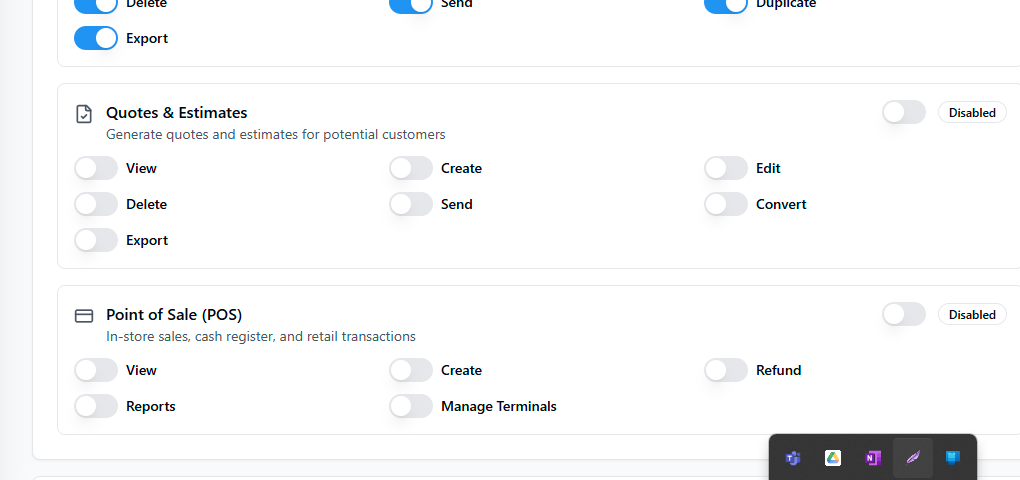 Delete Send Duplicate
Export
Quotes & Estimates Disabled
Generate quotes and estimates for potential customers
View Create Edit
Delete Send Convert
Export
Point of Sale (POS) Disabled
In-store sales, cash register, and retail transactions
View Create Refund
Reports Manage Terminals
T N